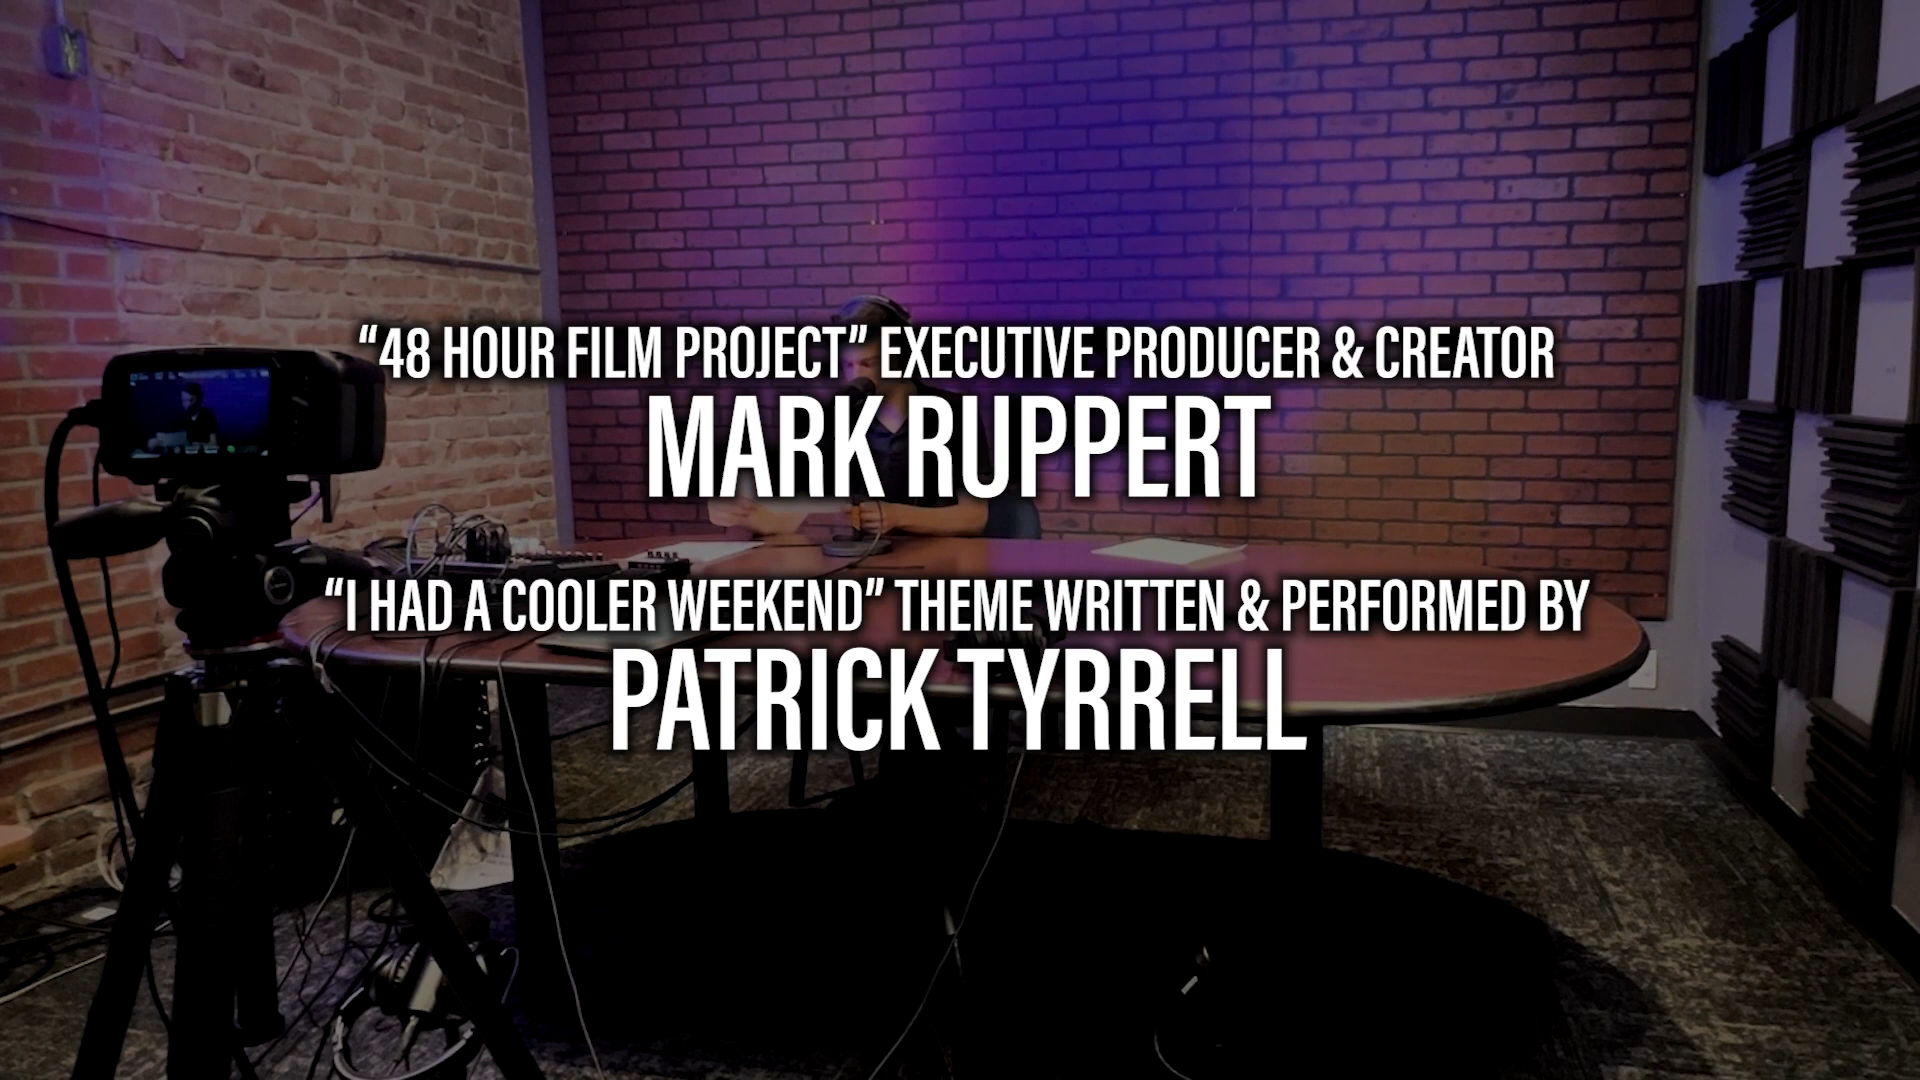 “48 HOUR FILM PROJECT” EXECUTIVE PRODUCER & CREATOR
MARK RUPPERT
“I HAD A COOLER WEEKEND” THEME WRITTEN & PERFORMED BY
PATRICK TYRRELL